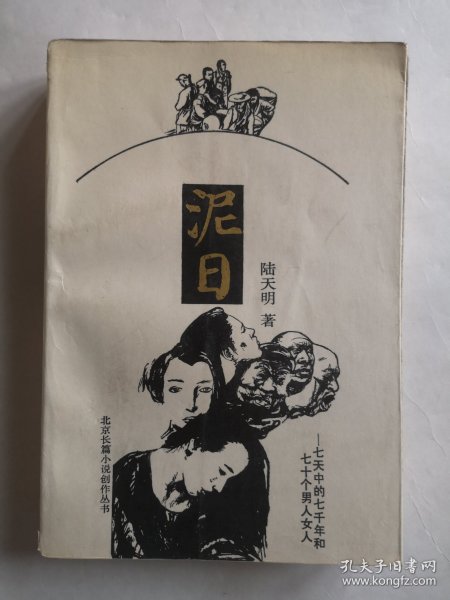 泥日
陆天明 著
北京长篇小说创作丛书
—七天中的七千年和
七十个男人女人
孔夫子旧书网
www.kongfz.com